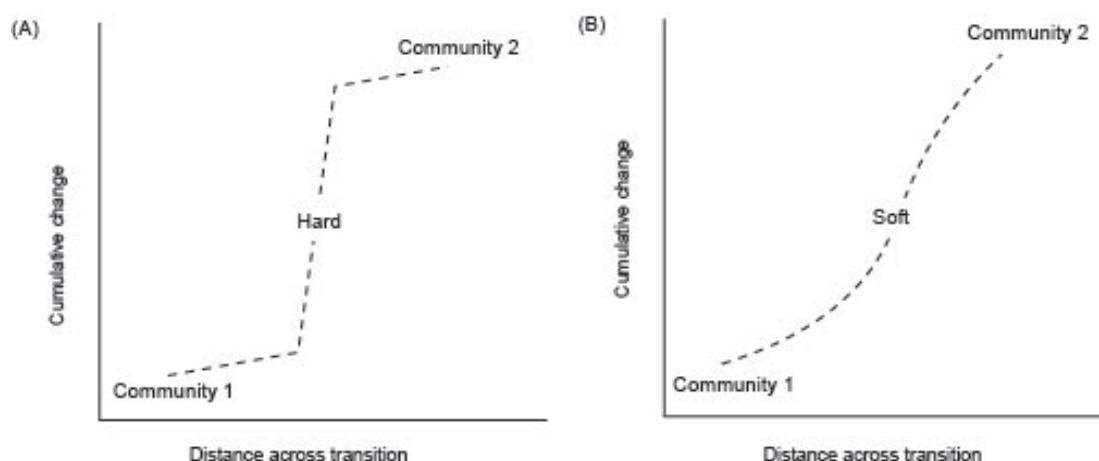 (A)
Community 2
Hard
Community 1
Cumulative change
Distance across transition
(B)
Community 2
Soft
Community 1
Cumulative change
Distance across transition